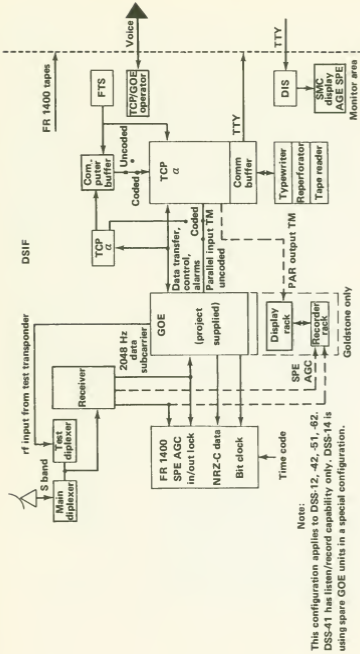 FR 1400 tapes
Voice
TTY
DSIF
FTS
TCP/GOE
operator
DIS
SMC
display
AGE SPE
Monitor area
Com-
puter
buffer
Uncoded
Coded
TCP
α
TCP
α
Comm
buffer
TTY
Typewriter
Reperforator
Tape reader
Data transfer,
control,
alarms
Coded
Parallel input TM
uncoded
PAR output TM
rf input from test transponder
S band
Test
diplexer
Main
diplexer
Receiver
2048 Hz
data
subcarrier
GOE
(project
supplied)
Display
rack
Recorder
rack
Goldstone only
SPE
AGC
FR 1400
SPE AGC
in/out lock
NRZ-C data
Bit clock
Time code
Note:
This configuration applies to DSS-12, -42, -51, -62.
DSS-41 has listen/record capability only. DSS-14 is
using spare GOE units in a special configuration.